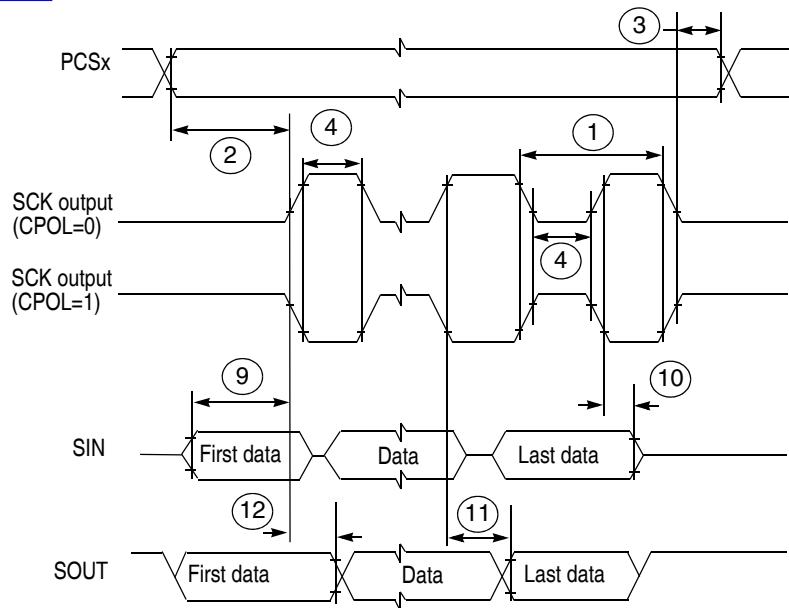 3
PCSx
2
4
1
SCK output
(CPOL=0)
4
SCK output
(CPOL=1)
9
10
SIN
First data
Data
Last data
12
11
SOUT
First data
Data
Last data